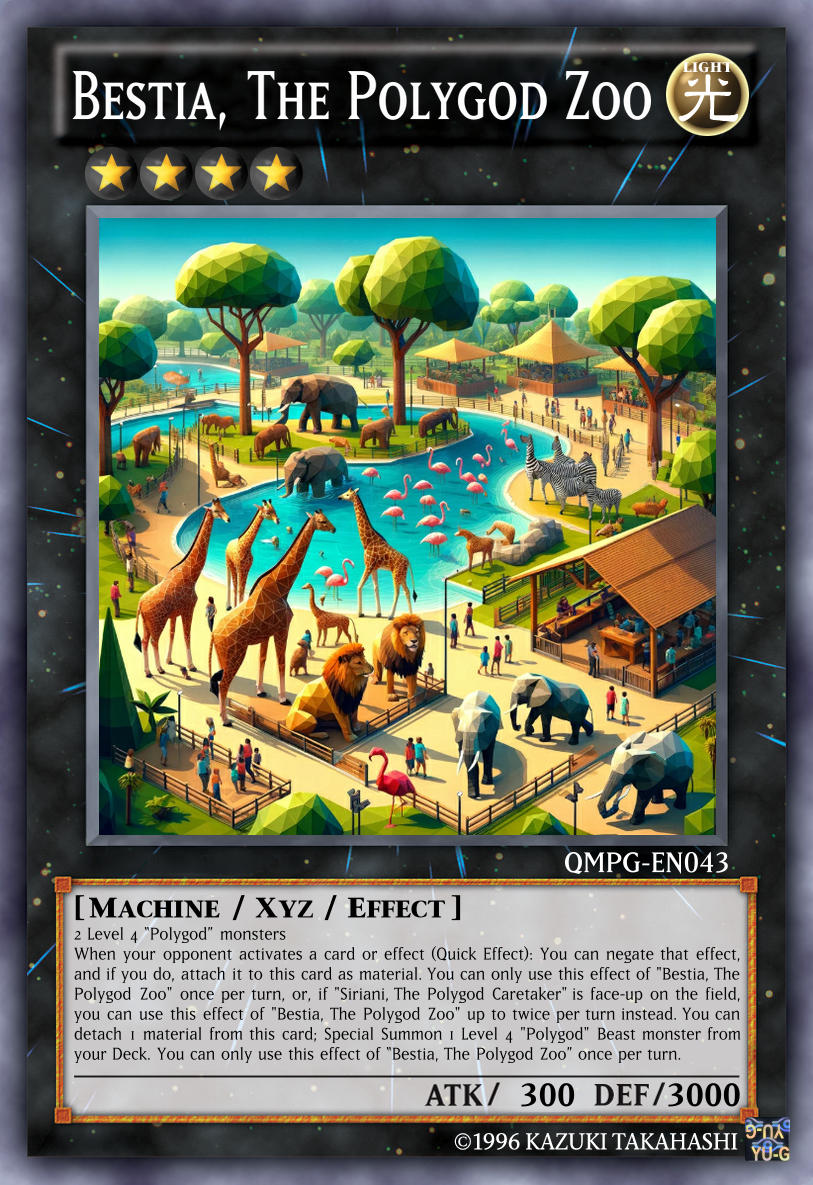 Bestia, The Polygod Zoo
LIGHT
光
QMPG-EN043
[ Machine / Xyz / Effect ]
2 Level 4 "Polygod" monsters
When your opponent activates a card or effect (Quick Effect): You can negate that effect,
and if you do, attach it to this card as material. You can only use this effect of "Bestia, The
Polygod Zoo" once per turn, or, if "Siriani, The Polygod Caretaker" is face-up on the field,
you can use this effect of "Bestia, The Polygod Zoo" up to twice per turn instead. You can
detach 1 material from this card; Special Summon 1 Level 4 "Polygod" Beast monster from
your Deck. You can only use this effect of "Bestia, The Polygod Zoo" once per turn.
ATK/ 300 DEF/3000
©1996 KAZUKI TAKAHASHI
YU-G